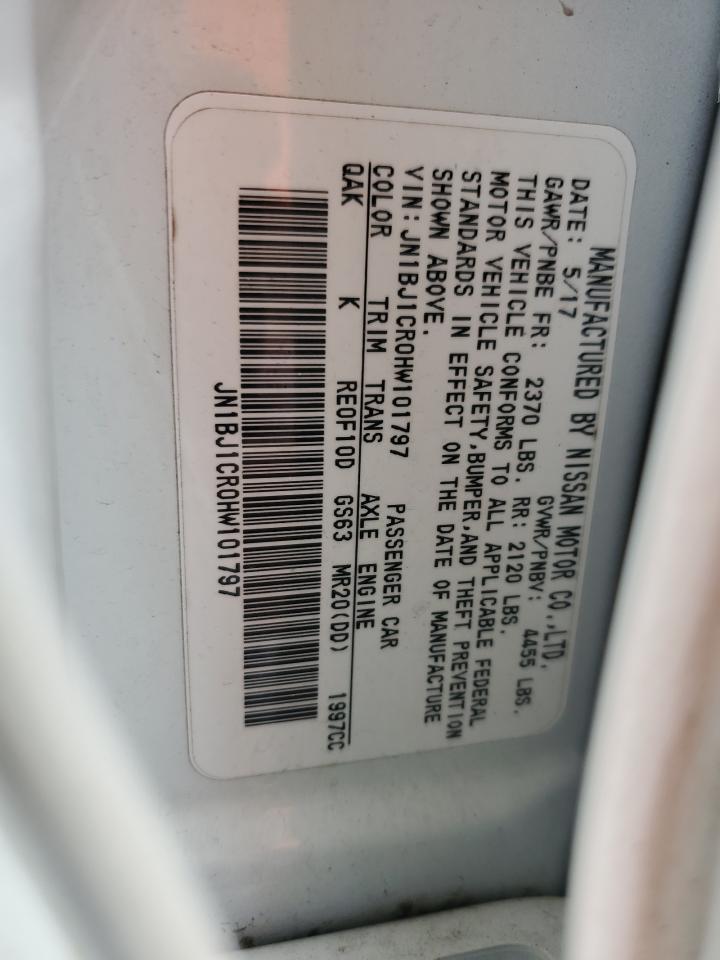 MANUFACTURED BY NISSAN MOTOR CO.,LTD.
DATE: 5/17 GVWR/PNBV: 4455 LBS.
GAWR/PNBE FR: 2370 LBS. RR: 2120 LBS.
THIS VEHICLE CONFORMS TO ALL APPLICABLE FEDERAL
MOTOR VEHICLE SAFETY,BUMPER,AND THEFT PREVENTION
STANDARDS IN EFFECT ON THE DATE OF MANUFACTURE
SHOWN ABOVE.
VIN:JN1BJ1CR0HW101797 PASSENGER CAR
COLOR TRIM TRANS AXLE ENGINE
QAK K RE0F10D GS63 MR20(DD) 1997CC
JN1BJ1CR0HW101797